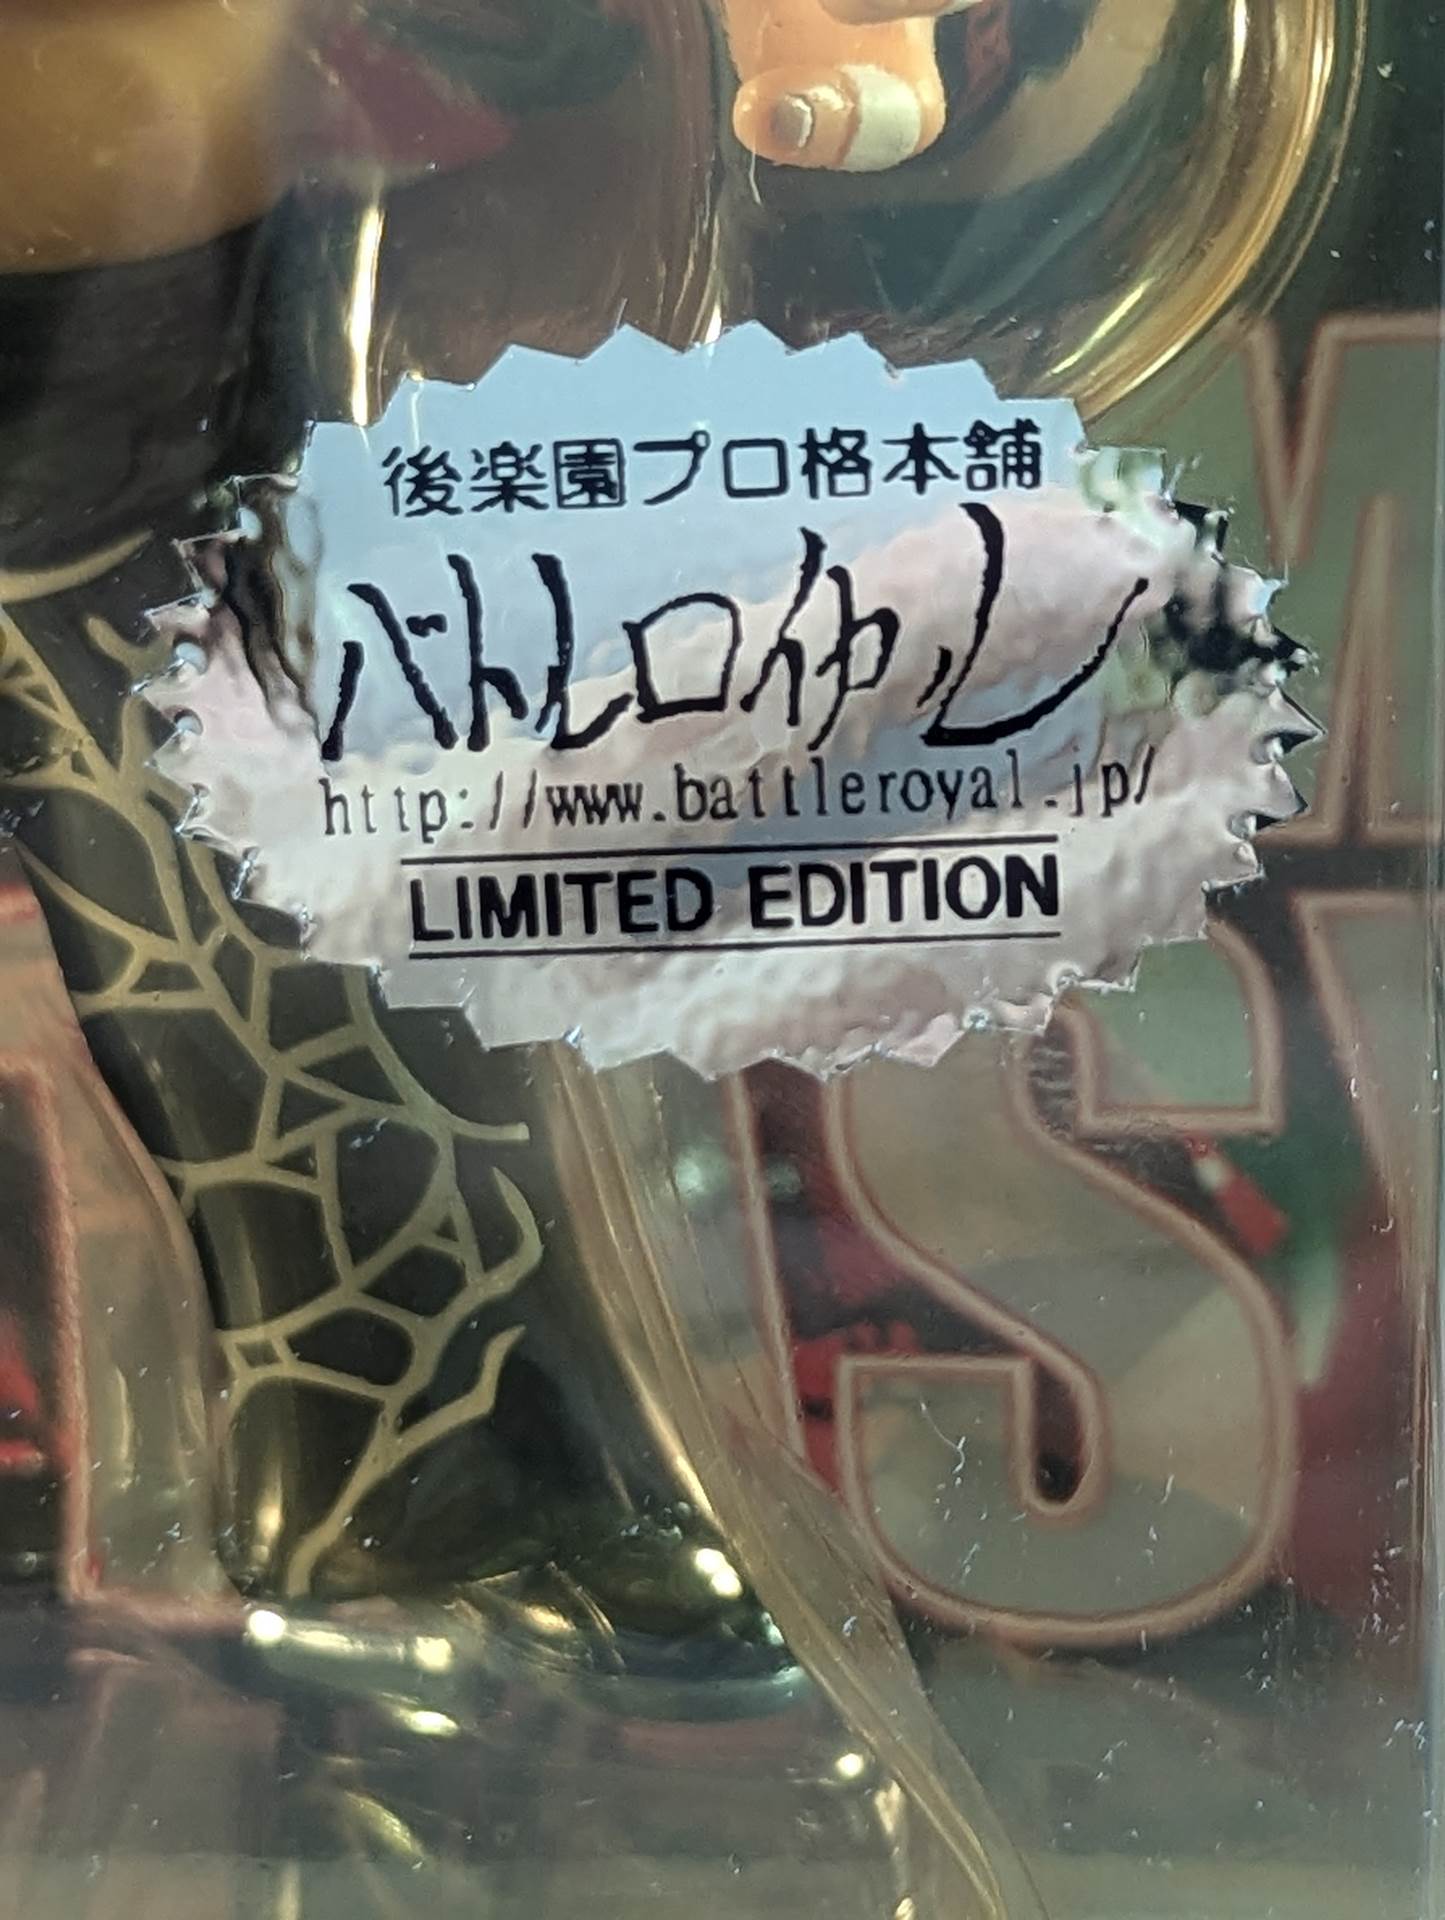 後楽園プロ格本舗
バトルロイヤル
http://www.battleroyal.jp/
LIMITED EDITION
S